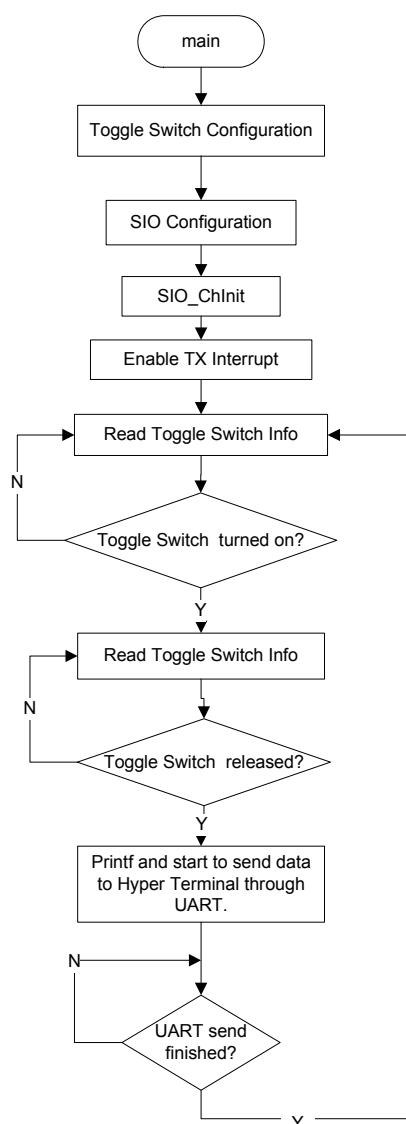 main
Toggle Switch Configuration
SIO Configuration
SIO_ChInit
Enable TX Interrupt
Read Toggle Switch Info
N
Toggle Switch turned on?
Y
Read Toggle Switch Info
N
Toggle Switch released?
Y
Printf and start to send data
to Hyper Terminal through
UART.
N
UART send
finished?
Y